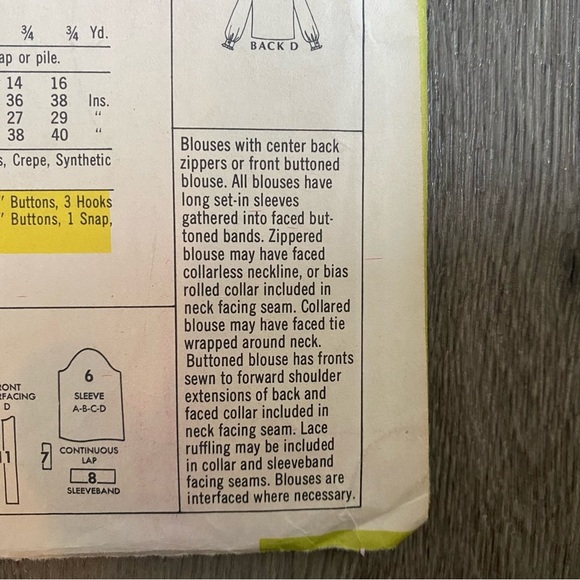 ¾ ¾ Yd.
ap or pile.
14 16
36 38 Ins.
27 29 "
38 40 "
s, Crepe, Synthetic
" Buttons, 3 Hooks
" Buttons, 1 Snap,
BACK D
Blouses with center back
zippers or front buttoned
blouse. All blouses have
long set-in sleeves
gathered into faced but-
toned bands. Zippered
blouse may have faced
collarless neckline, or bias
rolled collar included in
neck facing seam. Collared
blouse may have faced tie
wrapped around neck.
Buttoned blouse has fronts
sewn to forward shoulder
extensions of back and
faced collar included in
neck facing seam. Lace
ruffling may be included
in collar and sleeveband
facing seams. Blouses are
interfaced where necessary.
RONT
RFACING
D
11
6
SLEEVE
A-B-C-D
7
CONTINUOUS
LAP
8
SLEEVEBAND